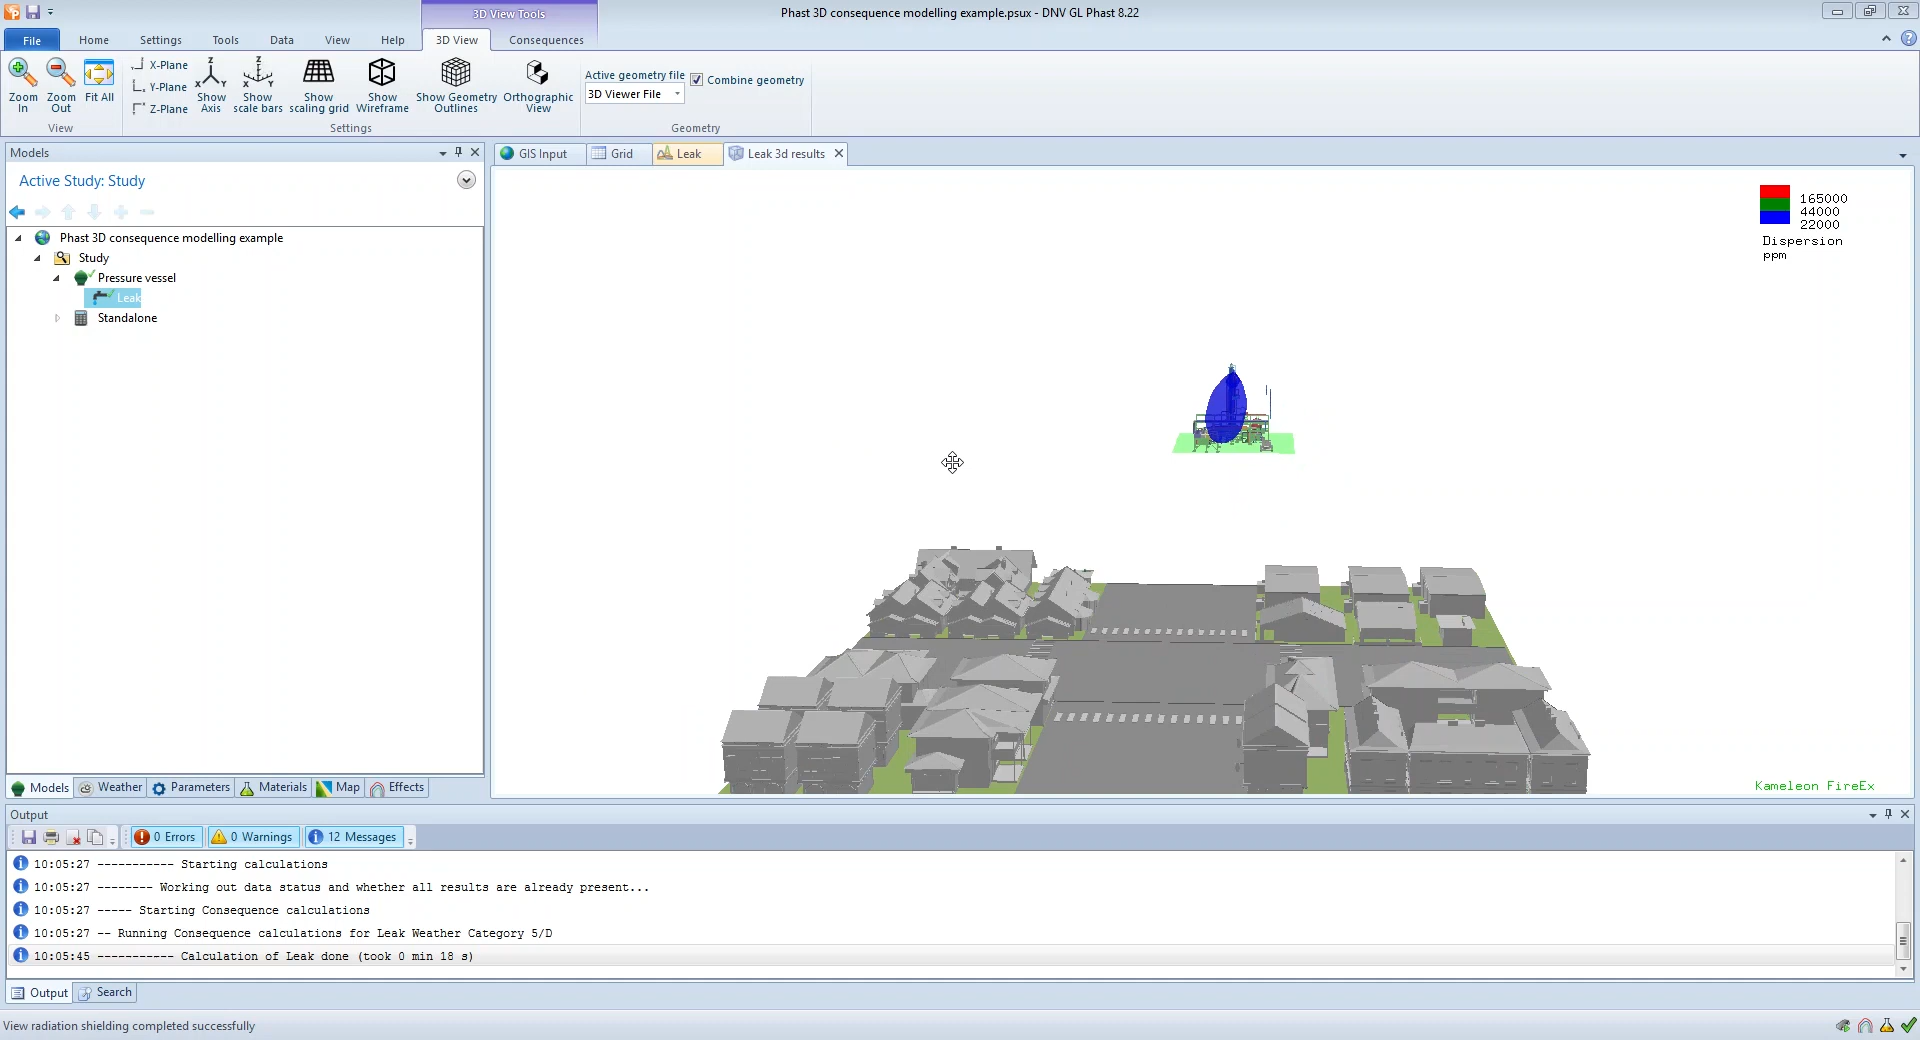 3D View Tools
Phast 3D consequence modelling example.psux - DNV GL Phast 8.22
File Home Settings Tools Data View Help 3D View Consequences
Zoom In
Zoom Out
Fit All
View
X-Plane
Y-Plane
Z-Plane
Show Axis
Show scale bars
Show scaling grid
Show Wireframe
Show Geometry Outlines
Orthographic View
Settings
Active geometry file
3D Viewer File
Combine geometry
Geometry
Models
Active Study: Study
Phast 3D consequence modelling example
Study
Pressure vessel
Leak
Standalone
Models Weather Parameters Materials Map Effects
GIS Input Grid Leak Leak 3d results
165000
44000
22000
Dispersion
ppm
Kameleon FireEx
Output
0 Errors 0 Warnings 12 Messages
10:05:27 ----------- Starting calculations
10:05:27 -------- Working out data status and whether all results are already present...
10:05:27 ----- Starting Consequence calculations
10:05:27 -- Running Consequence calculations for Leak Weather Category 5/D
10:05:45 ----------- Calculation of Leak done (took 0 min 18 s)
Output Search
View radiation shielding completed successfully